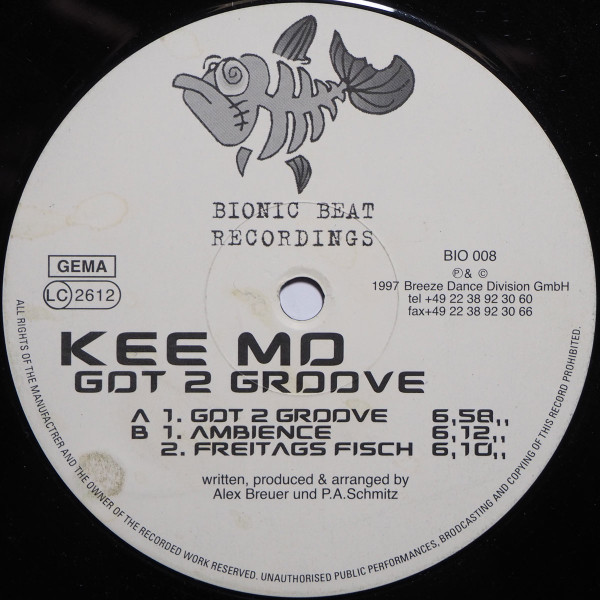 BIONIC BEAT
RECORDINGS
GEMA
LC 2612
BIO 008
℗& ©
1997 Breeze Dance Division GmbH
tel +49 22 38 92 30 60
fax+49 22 38 92 30 66
KEE MO
GOT 2 GROOVE
A 1. GOT 2 GROOVE 6,58,,
B 1. AMBIENCE 6,12,,
2. FREITAGS FISCH 6,10,,
written, produced & arranged by
Alex Breuer und P.A.Schmitz
ALL RIGHTS OF THE MANUFACTRER AND THE OWNER OF THE RECORDED WORK RESERVED. UNAUTHORISED PUBLIC PERFORMANCES, BRODCASTING AND COPYING OF THIS RECORD PROHIBITED.